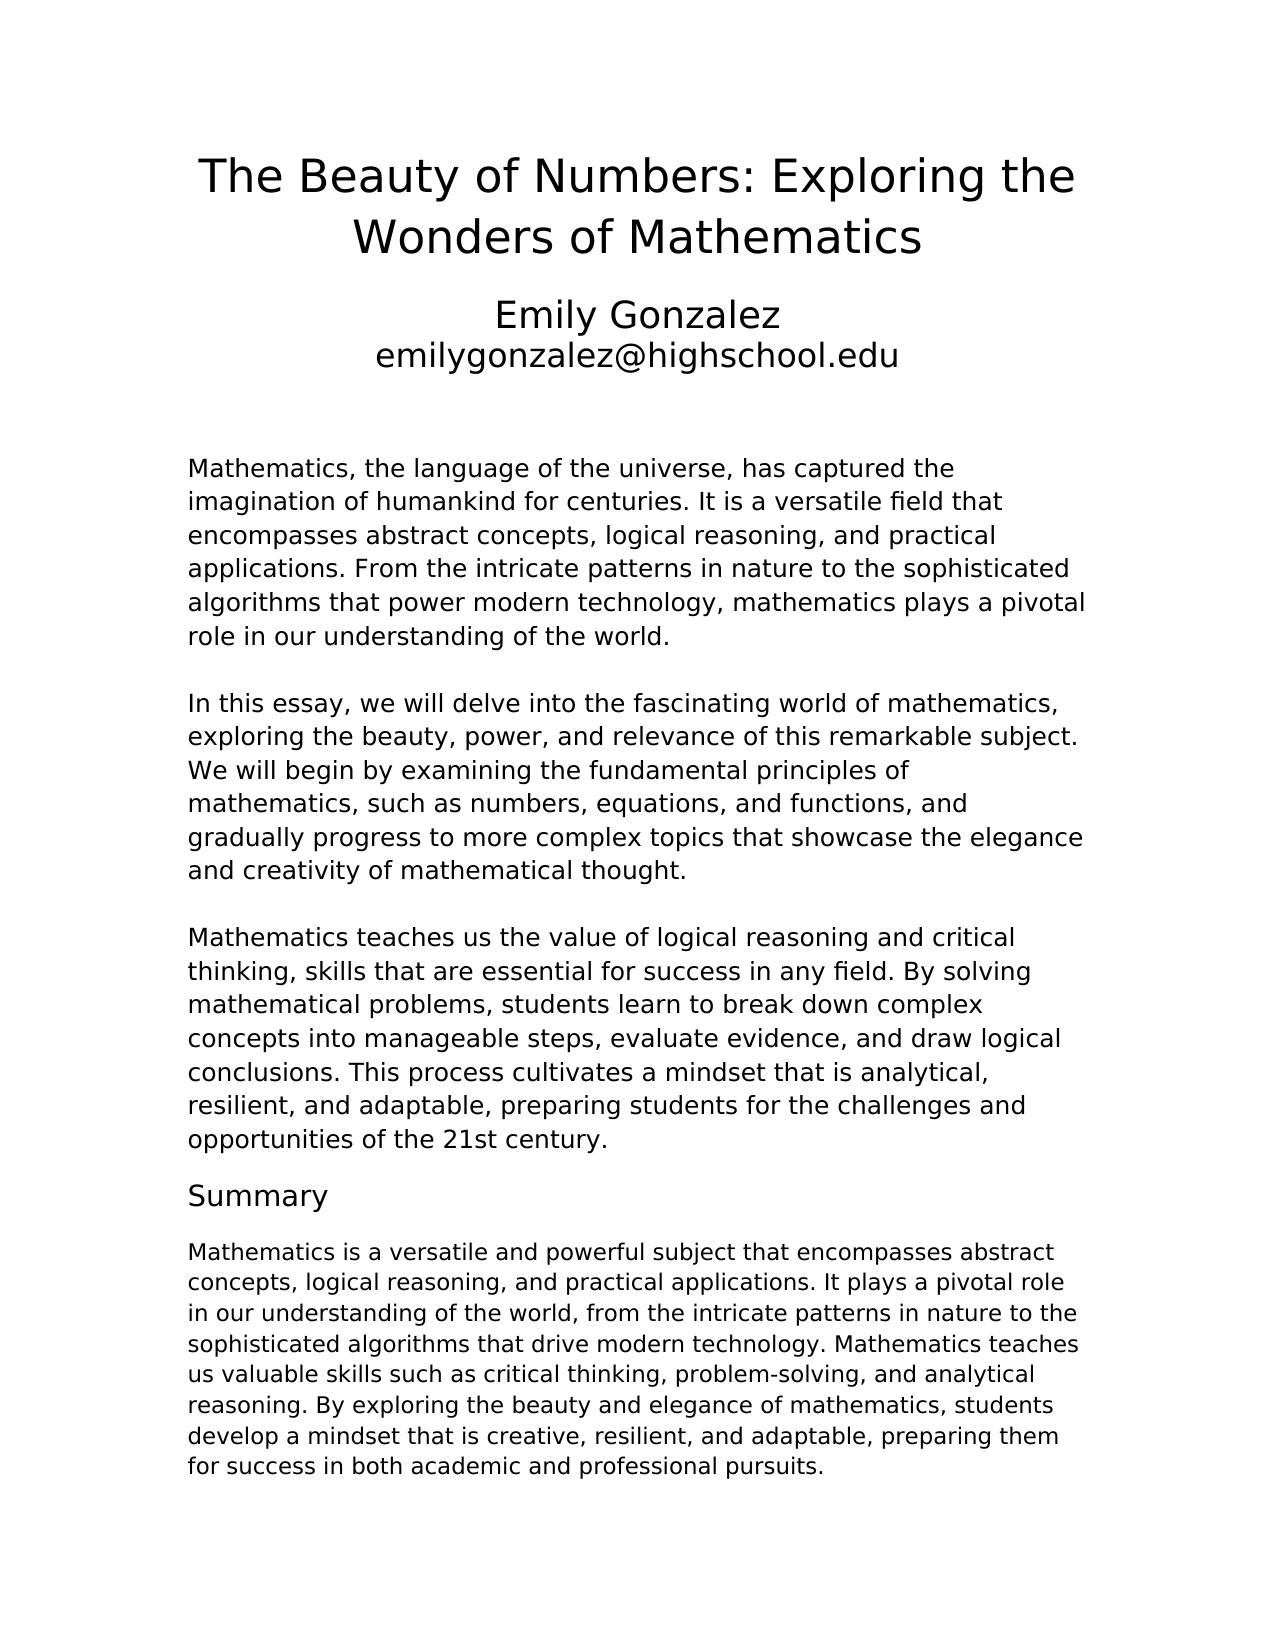 The Beauty of Numbers: Exploring the
Wonders of Mathematics
Emily Gonzalez
emilygonzalez@highschool.edu
Mathematics, the language of the universe, has captured the
imagination of humankind for centuries. It is a versatile field that
encompasses abstract concepts, logical reasoning, and practical
applications. From the intricate patterns in nature to the sophisticated
algorithms that power modern technology, mathematics plays a pivotal
role in our understanding of the world.
In this essay, we will delve into the fascinating world of mathematics,
exploring the beauty, power, and relevance of this remarkable subject.
We will begin by examining the fundamental principles of
mathematics, such as numbers, equations, and functions, and
gradually progress to more complex topics that showcase the elegance
and creativity of mathematical thought.
Mathematics teaches us the value of logical reasoning and critical
thinking, skills that are essential for success in any field. By solving
mathematical problems, students learn to break down complex
concepts into manageable steps, evaluate evidence, and draw logical
conclusions. This process cultivates a mindset that is analytical,
resilient, and adaptable, preparing students for the challenges and
opportunities of the 21st century.
Summary
Mathematics is a versatile and powerful subject that encompasses abstract
concepts, logical reasoning, and practical applications. It plays a pivotal role
in our understanding of the world, from the intricate patterns in nature to the
sophisticated algorithms that drive modern technology. Mathematics teaches
us valuable skills such as critical thinking, problem-solving, and analytical
reasoning. By exploring the beauty and elegance of mathematics, students
develop a mindset that is creative, resilient, and adaptable, preparing them
for success in both academic and professional pursuits.